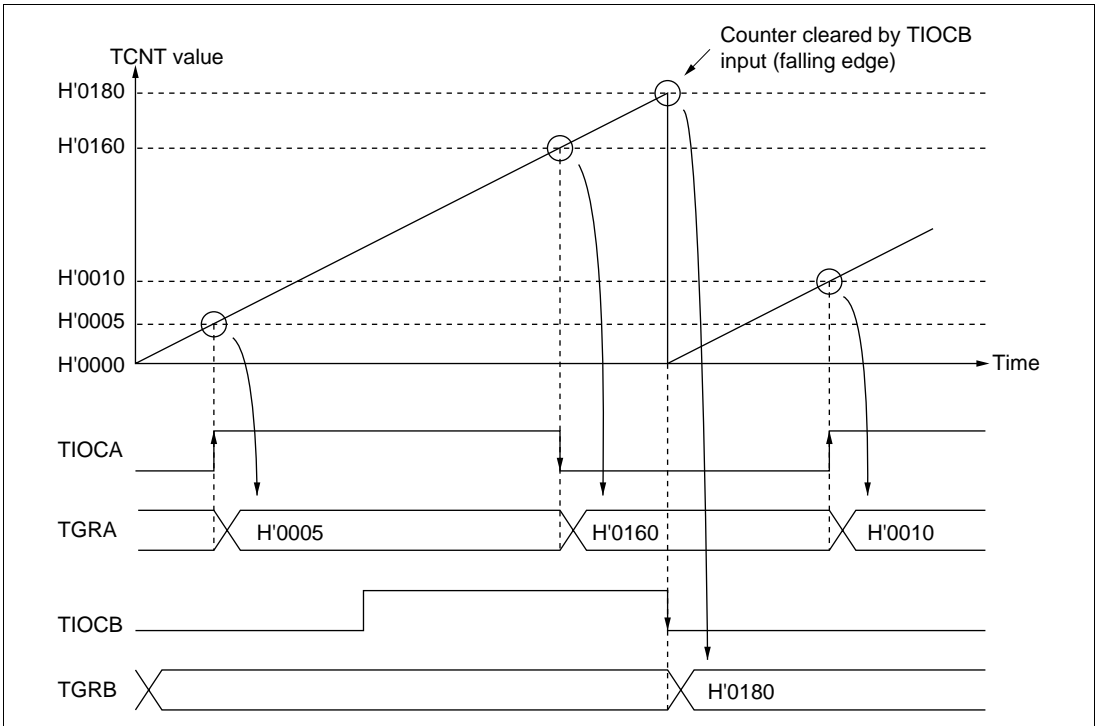 Counter cleared by TIOCB
input (falling edge)
TCNT value
H'0180
H'0160
H'0010
H'0005
H'0000
Time
TIOCA
TGRA
H'0005
H'0160
H'0010
TIOCB
TGRB
H'0180